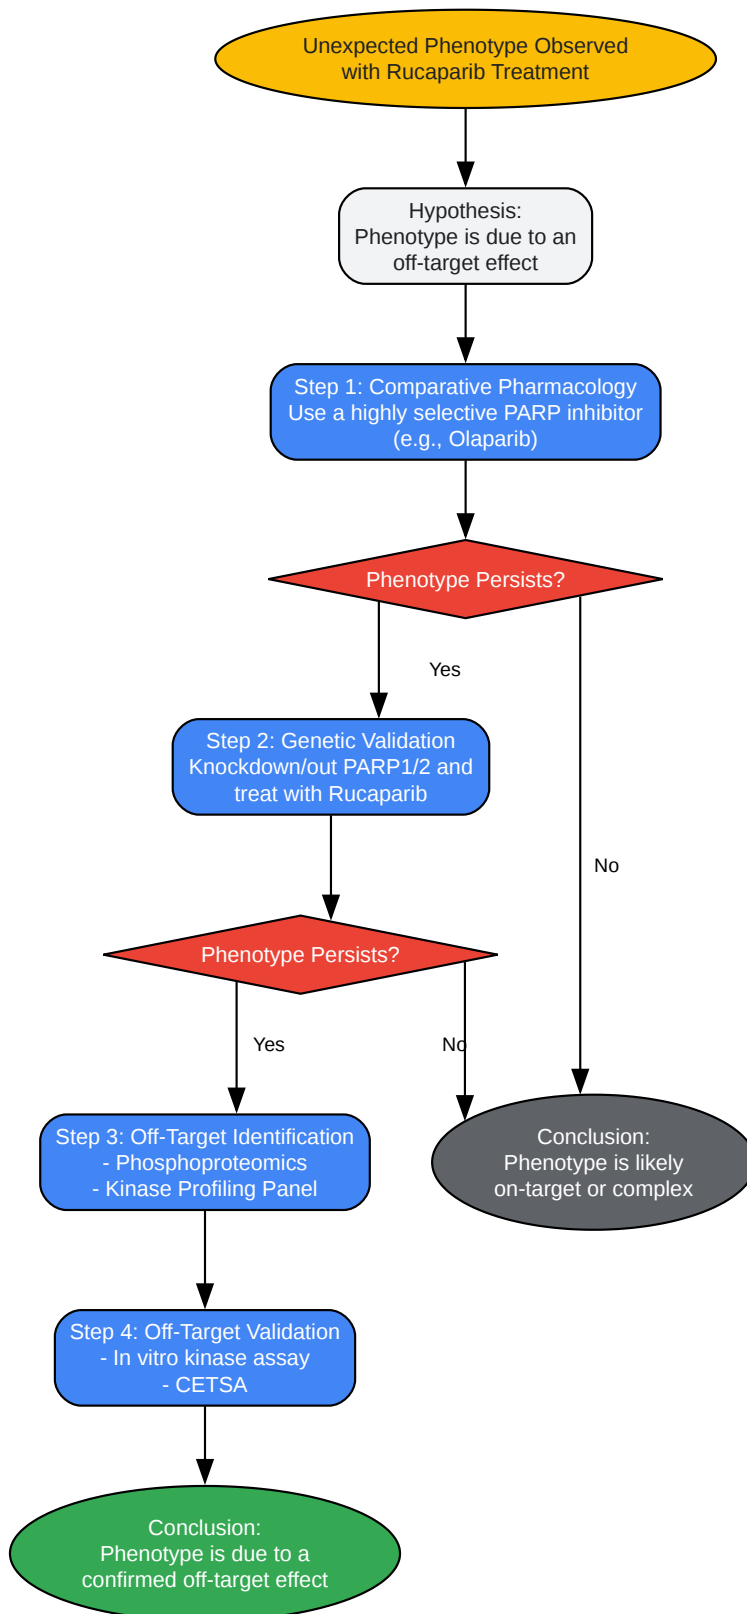 Unexpected Phenotype Observed
with Rucaparib Treatment
Hypothesis:
Phenotype is due to an
off-target effect
Step 1: Comparative Pharmacology
Use a highly selective PARP inhibitor
(e.g., Olaparib)
Phenotype Persists?
Yes
Step 2: Genetic Validation
Knockdown/out PARP1/2 and
treat with Rucaparib
No
Phenotype Persists?
Yes
No
Step 3: Off-Target Identification
- Phosphoproteomics
- Kinase Profiling Panel
Conclusion:
Phenotype is likely
on-target or complex
Step 4: Off-Target Validation
- In vitro kinase assay
- CETSA
Conclusion:
Phenotype is due to a
confirmed off-target effect